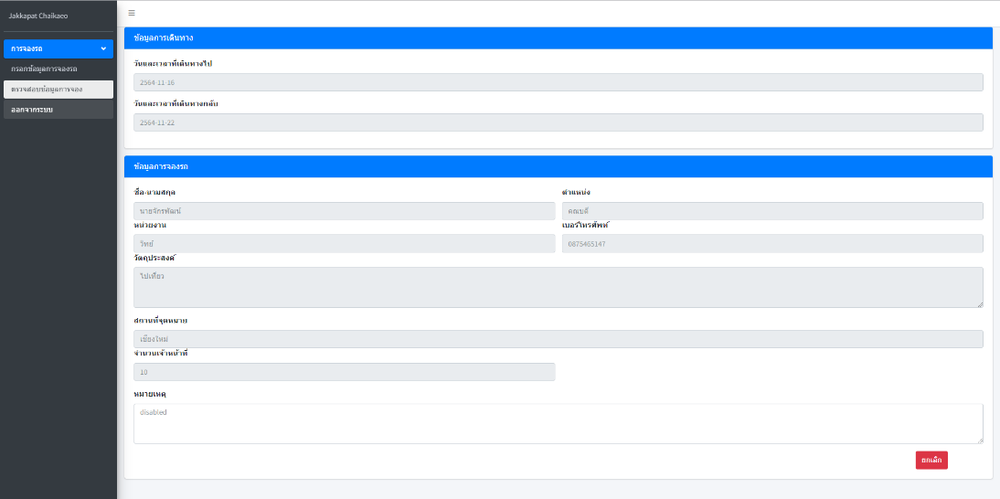 Jakkapat Chaikaeo
การจองรถ
กรอกข้อมูลการจองรถ
ตรวจสอบข้อมูลการจอง
ออกจากระบบ
ข้อมูลการเดินทาง
วันและเวลาที่เดินทางไป
2564-11-16
วันและเวลาที่เดินทางกลับ
2564-11-22
ข้อมูลการจองรถ
ชื่อ-นามสกุล
ตำแหน่ง
นายจักรพัฒน์
คณบดี
หน่วยงาน
เบอร์โทรศัพท์
วิทย์
0875465147
วัตถุประสงค์
ไปเที่ยว
สถานที่จุดหมาย
เชียงใหม่
จำนวนเจ้าหน้าที่
10
หมายเหตุ
disabled
ยกเลิก